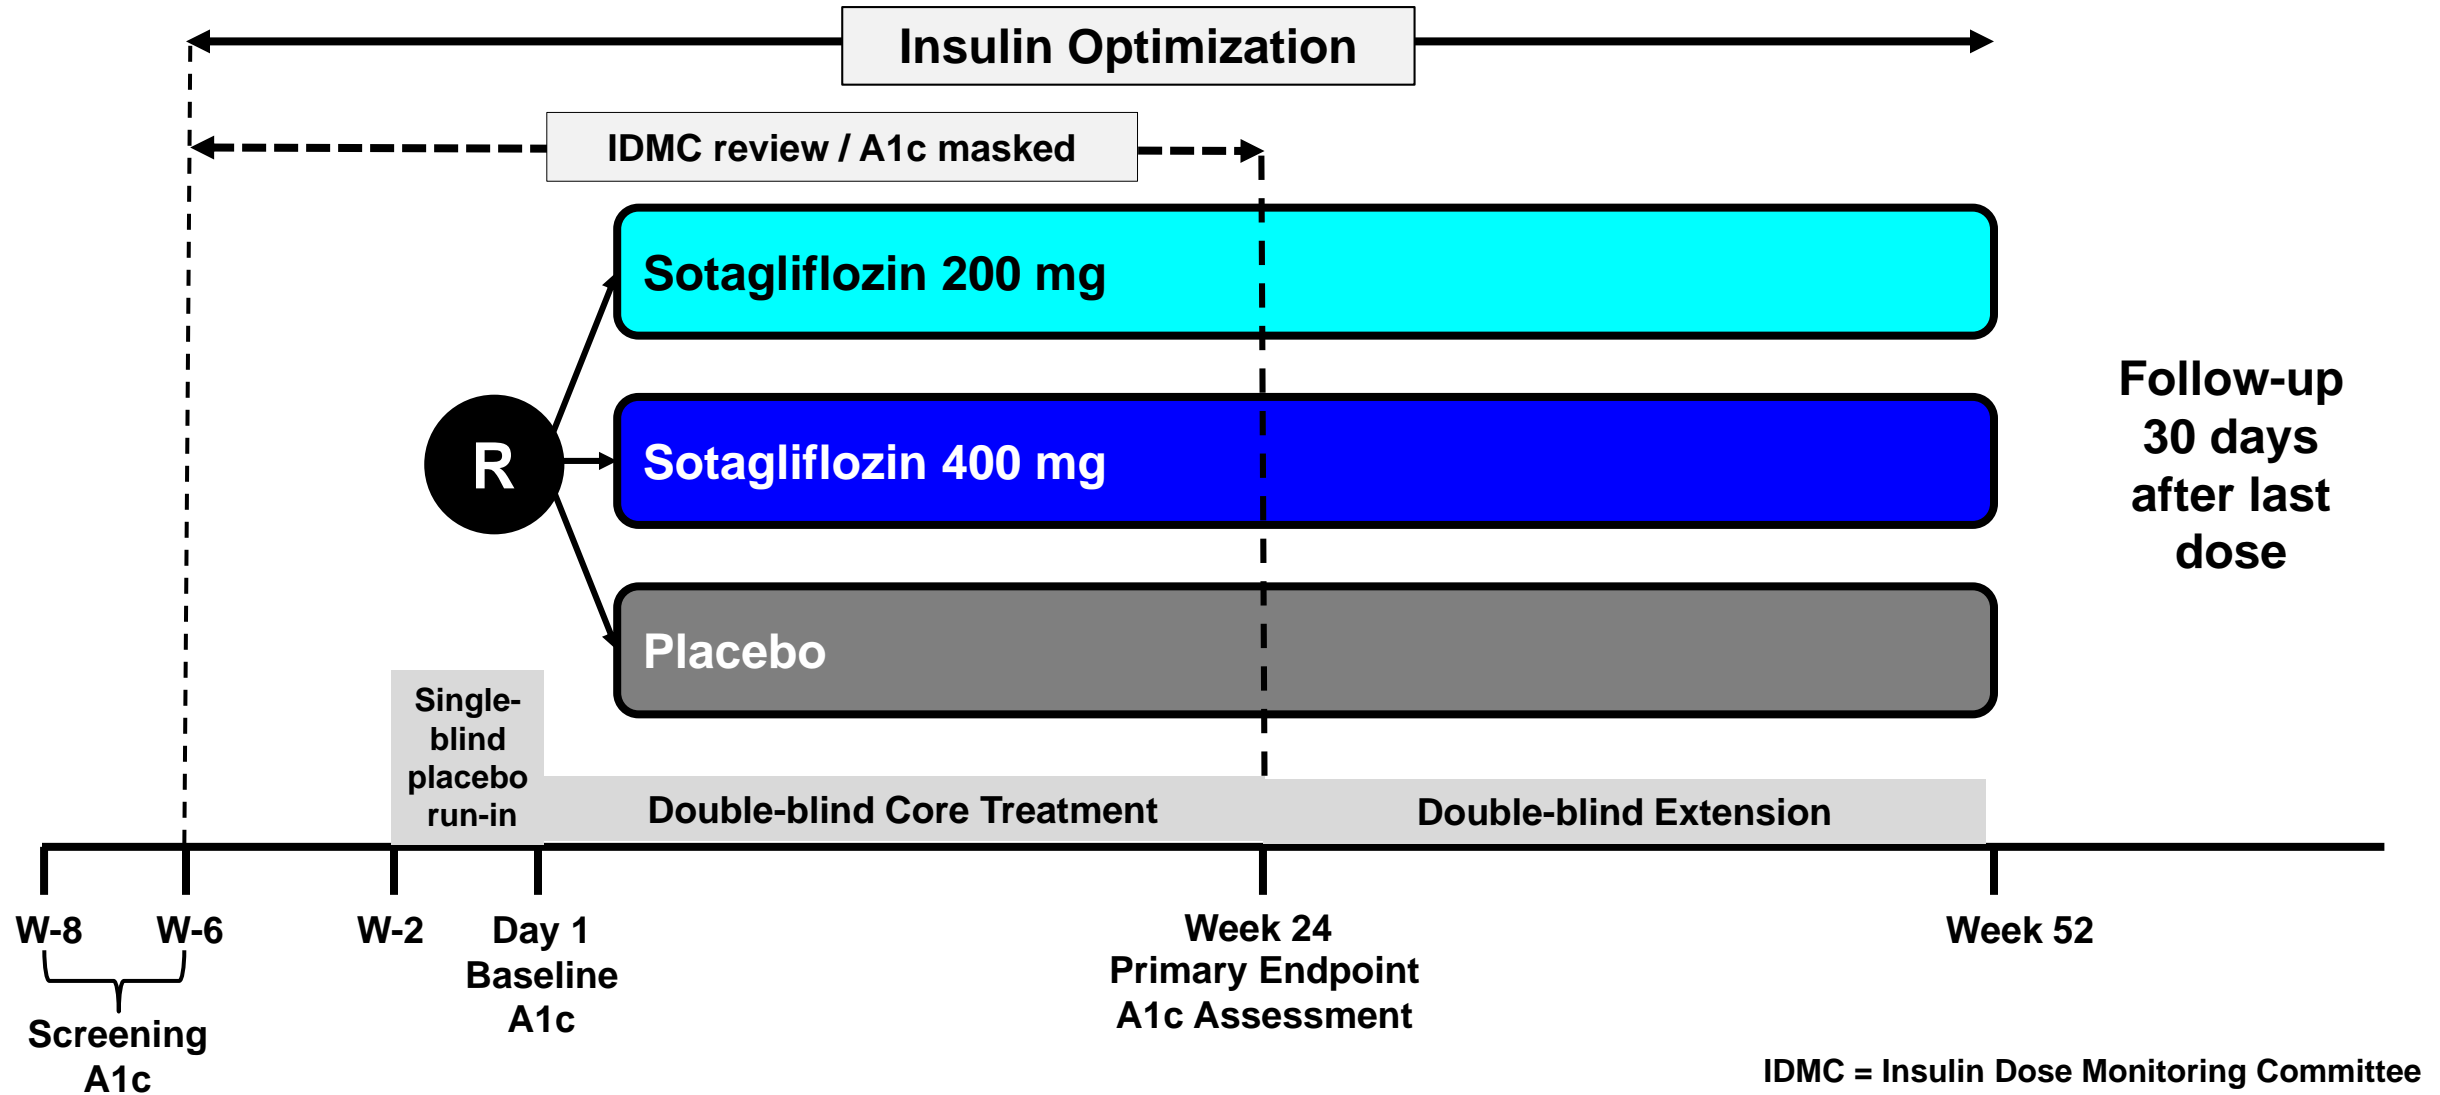 Insulin Optimization
IDMC review / A1c masked
Sotagliflozin 200 mg
R
Sotagliflozin 400 mg
Placebo
Follow-up
30 days
after last
dose
Single-
blind
placebo
run-in
Double-blind Core Treatment
Double-blind Extension
W-8
W-6
W-2
Day 1
Baseline
A1c
Week 24
Primary Endpoint
A1c Assessment
Week 52
Screening
A1c
IDMC = Insulin Dose Monitoring Committee